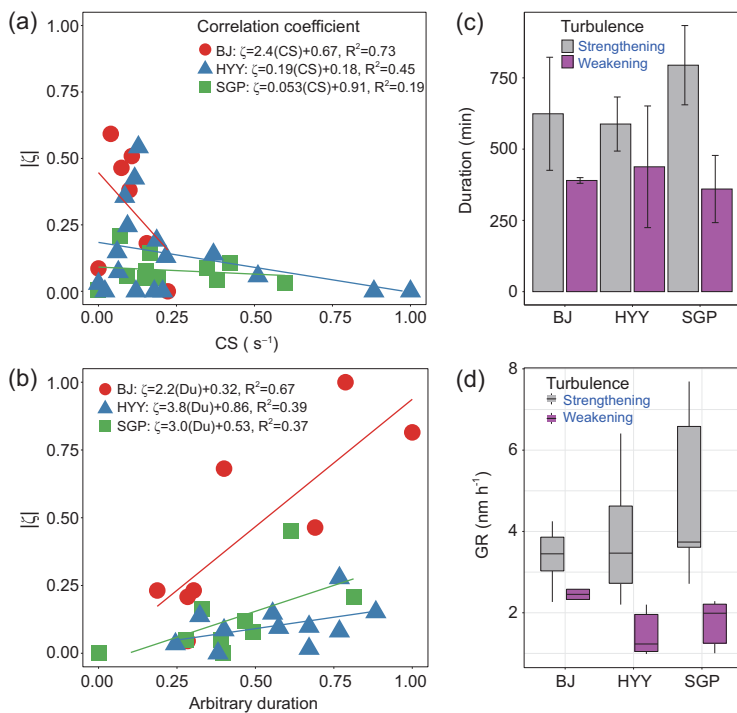 (a)
Correlation coefficient
BJ: ζ=2.4(CS)+0.67, R²=0.73
HYY: ζ=0.19(CS)+0.18, R²=0.45
SGP: ζ=0.053(CS)+0.91, R²=0.19
1.00
0.75
0.50
0.25
0.00
|ζ|
0.00 0.25 0.50 0.75 1.00
CS ( s⁻¹)
(c)
Turbulence
Strengthening
Weakening
750
500
250
0
Duration (min)
BJ HYY SGP
(b)
BJ: ζ=2.2(Du)+0.32, R²=0.67
HYY: ζ=3.8(Du)+0.86, R²=0.39
SGP: ζ=3.0(Du)+0.53, R²=0.37
1.00
0.75
0.50
0.25
0.00
|ζ|
0.00 0.25 0.50 0.75 1.00
Arbitrary duration
(d)
Turbulence
Strengthening
Weakening
8
6
4
2
GR (nm h⁻¹)
BJ HYY SGP